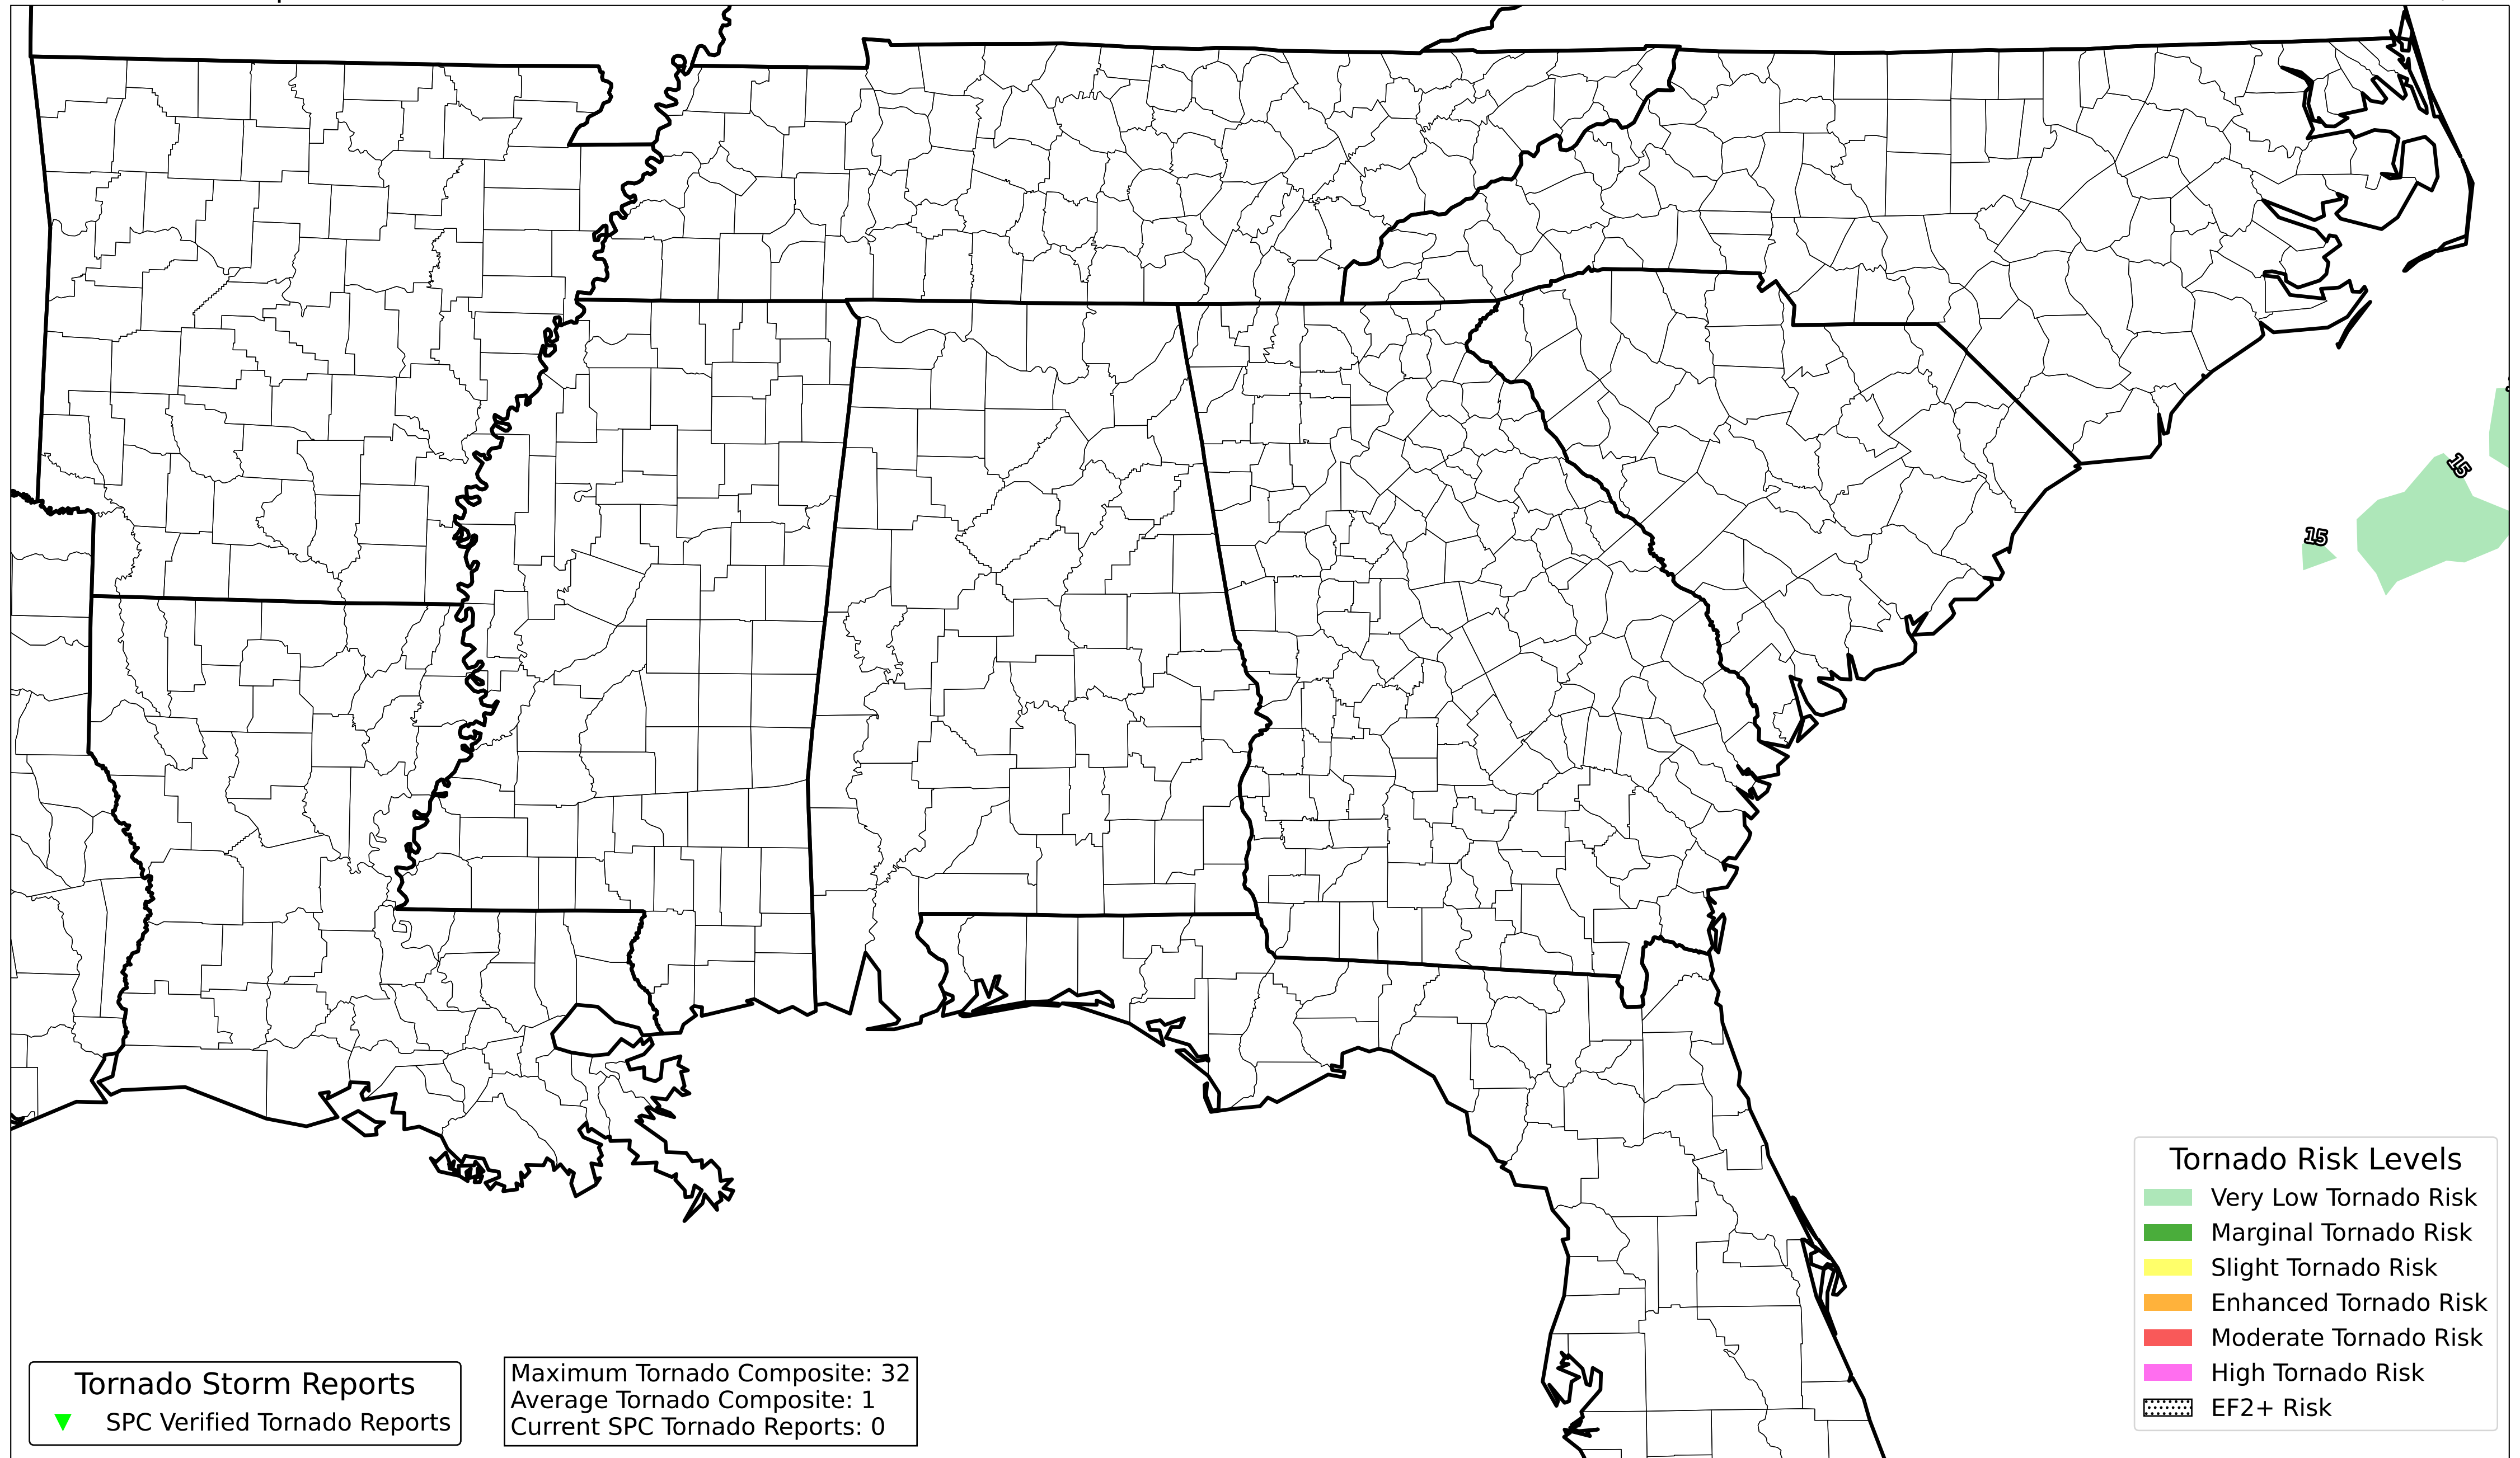 15
15
Tornado Risk Levels
Very Low Tornado Risk
Marginal Tornado Risk
Slight Tornado Risk
Enhanced Tornado Risk
Moderate Tornado Risk
High Tornado Risk
EF2+ Risk
Tornado Storm Reports
SPC Verified Tornado Reports
Maximum Tornado Composite: 32
Average Tornado Composite: 1
Current SPC Tornado Reports: 0